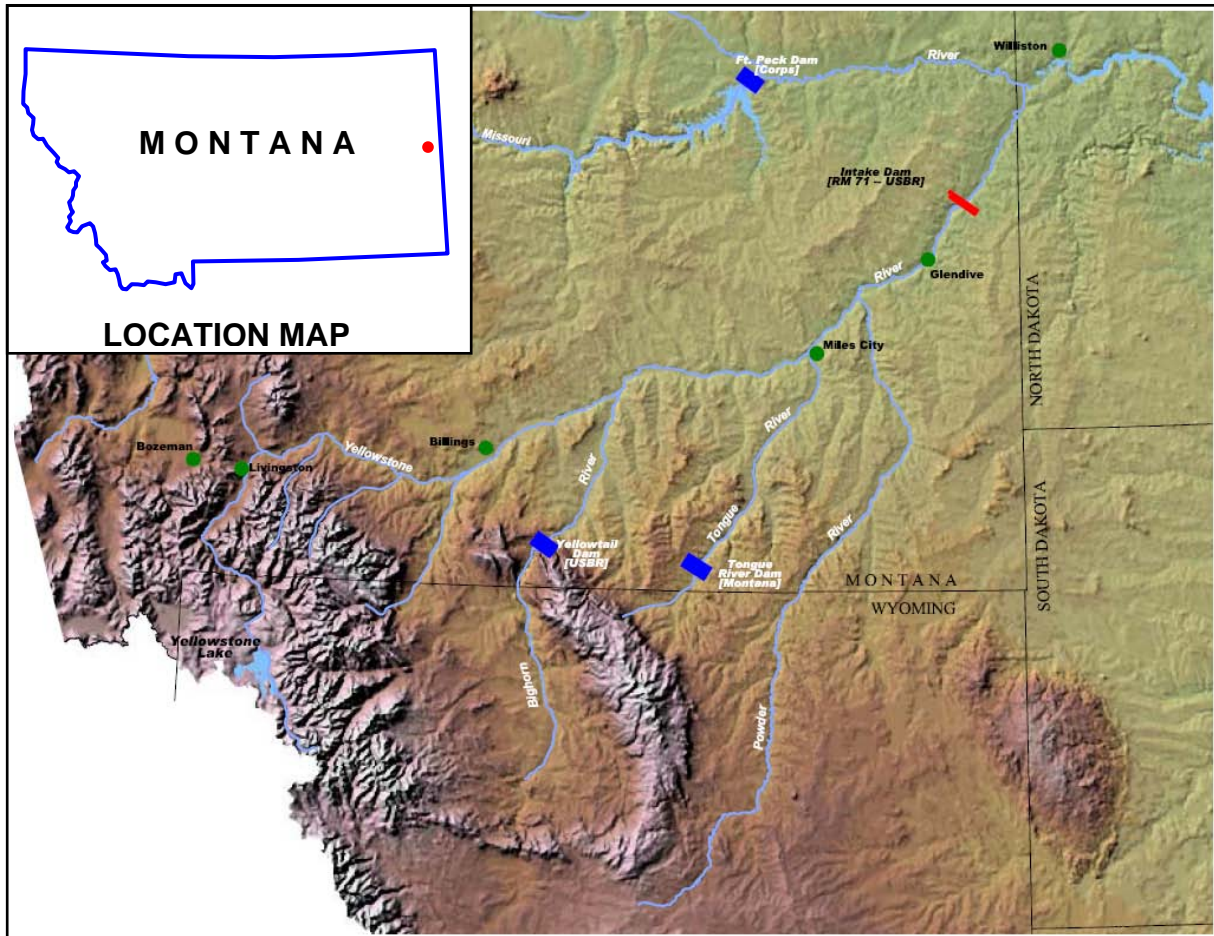 MONTANA
LOCATION MAP
Williston
River
Ft. Peck Dam
[Corps]
Missouri
Intake Dam
[RM 71 – USBR]
River
Glendive
NORTH DAKOTA
Miles City
River
Bozeman
Livingston
Yellowstone
Billings
River
Tongue
River
Yellowtail
Dam
[USBR]
Tongue
River Dam
[Montana]
MONTANA
WYOMING
SOUTH DAKOTA
Yellowstone
Lake
Bighorn
Powder